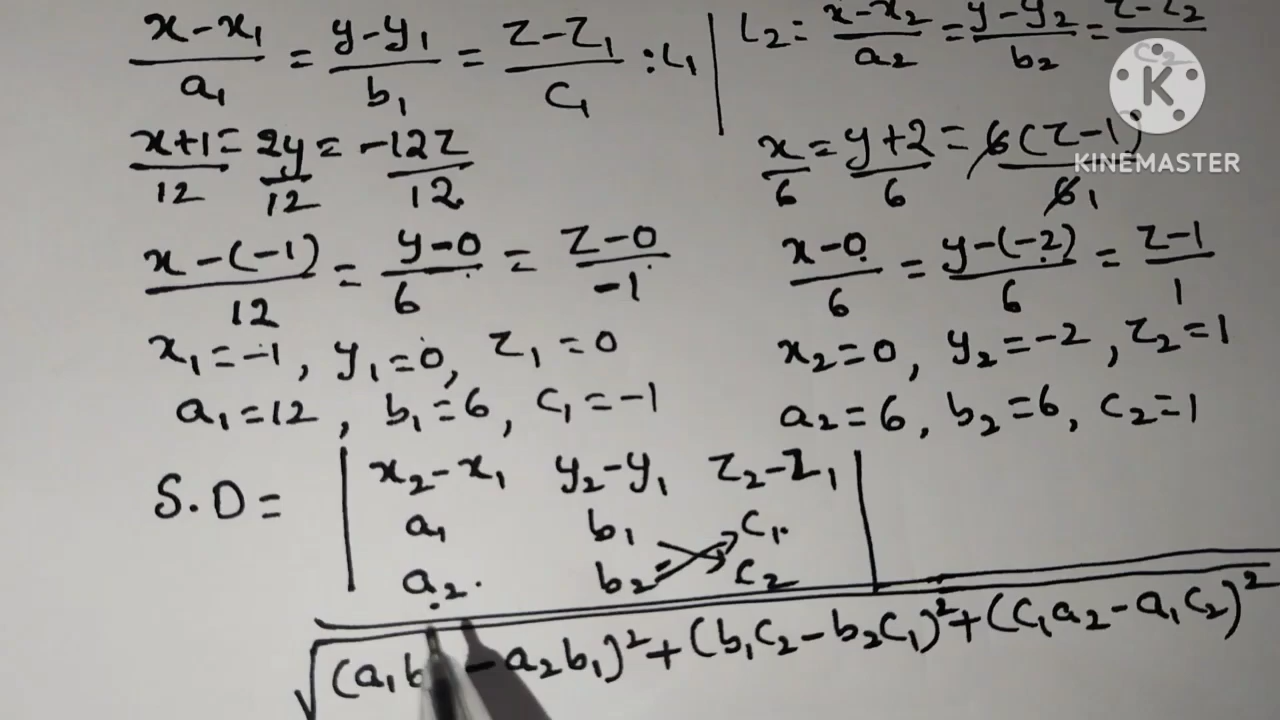 x-x₁/a₁ = y-y₁/b₁ = z-z₁/c₁ :L₁
L₂= x-x₂/a₂ = y-y₂/b₂ = z-z₂/c₂
K
KINEMASTER
x+1/12 = 2y/12 = -12z/12
x/6 = y+2/6 = 6(z-1)/6₁
x-(-1)/12 = y-0/6 = z-0/-1
x-0/6 = y-(-2)/6 = z-1/1
x₁=-1, y₁=0, z₁=0
x₂=0, y₂=-2, z₂=1
a₁=12, b₁=6, c₁=-1
a₂=6, b₂=6, c₂=1
S.D=
x₂-x₁ y₂-y₁ z₂-z₁
a₁ b₁ c₁
a₂ b₂ c₂
√(a₁b -a₂b₁)²+(b₁c₂-b₂c₁)²+(c₁a₂-a₁c₂)²